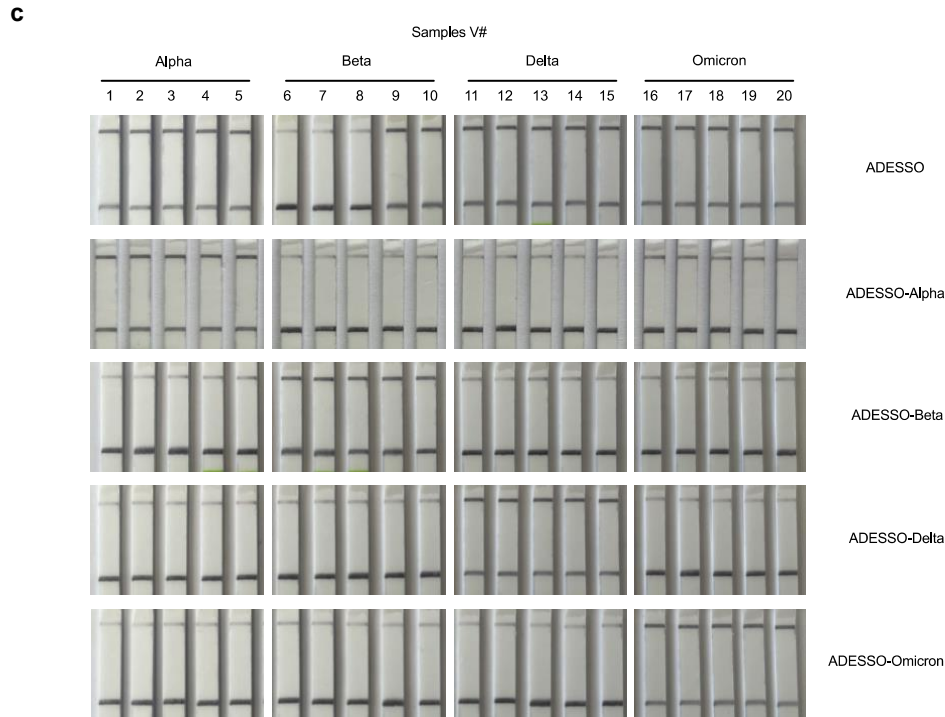 c
Samples V#
Alpha Beta Delta Omicron
1 2 3 4 5 6 7 8 9 10 11 12 13 14 15 16 17 18 19 20
ADESSO
ADESSO-Alpha
ADESSO-Beta
ADESSO-Delta
ADESSO-Omicron